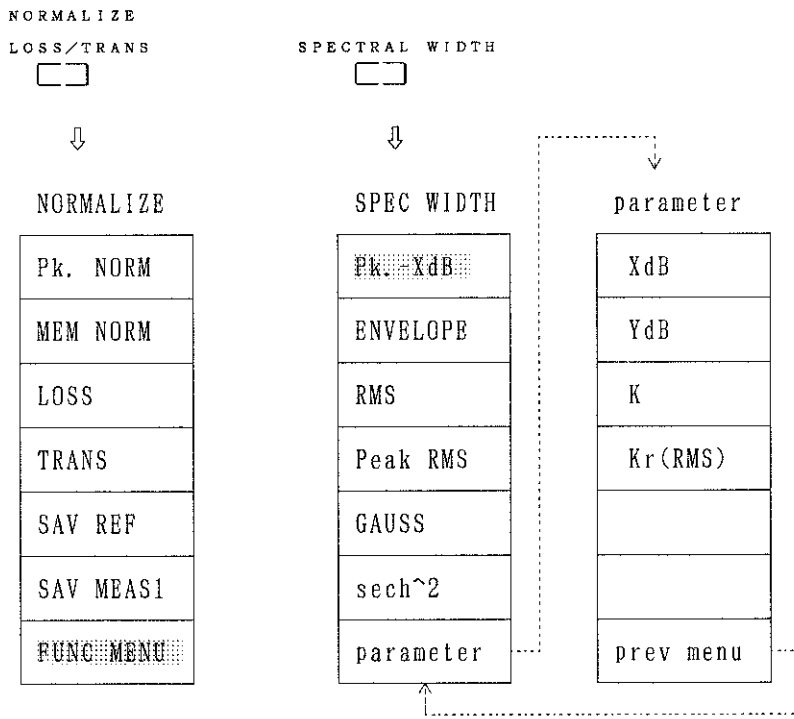 NORMALIZE
LOSS/TRANS
SPECTRAL WIDTH
NORMALIZE
Pk. NORM
MEM NORM
LOSS
TRANS
SAV REF
SAV MEAS1
FUNC MENU
SPEC WIDTH
Pk.-XdB
ENVELOPE
RMS
Peak RMS
GAUSS
sech^2
parameter
parameter
XdB
YdB
K
Kr(RMS)
prev menu